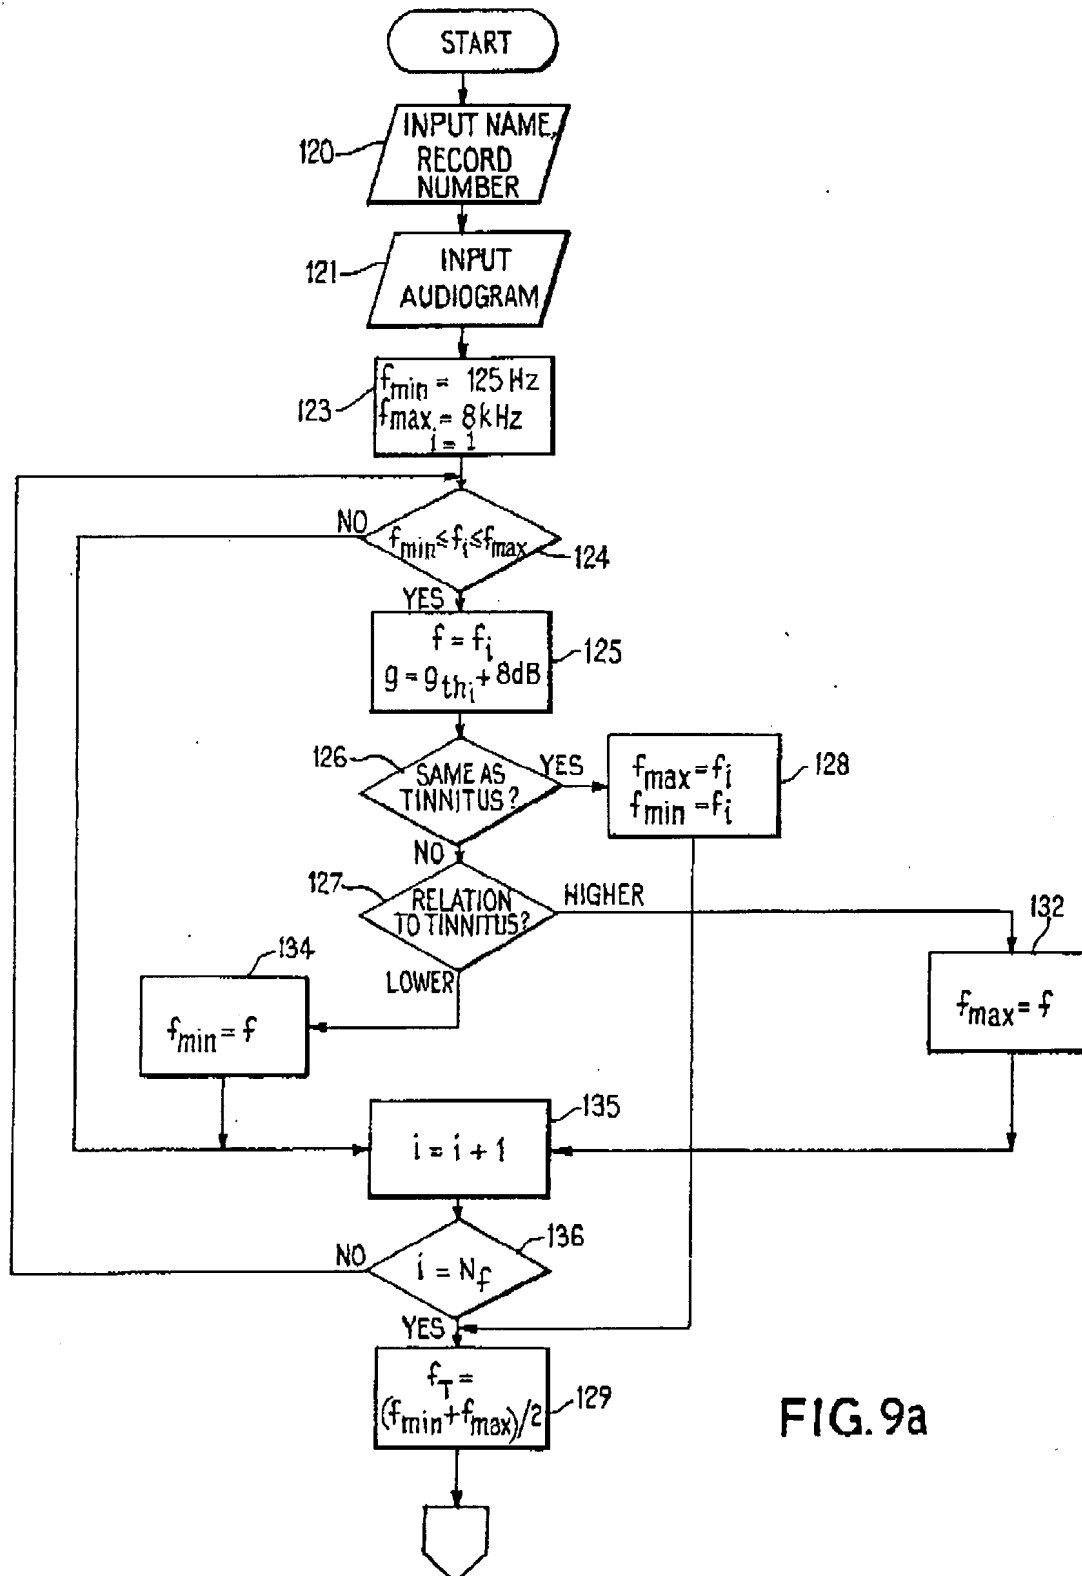 START
INPUT NAME,
RECORD
NUMBER
120
INPUT
AUDIOGRAM
121
fmin = 125 Hz
fmax = 8kHz
i = 1
123
NO
fmin ≤ fi ≤ fmax
124
YES
f = fi
g = gthi + 8dB
125
126
SAME AS
TINNITUS?
YES
fmax = fi
fmin = fi
128
NO
127
RELATION
TO TINNITUS?
HIGHER
132
134
LOWER
fmin = f
fmax = f
135
i = i + 1
136
NO
i = Nf
YES
fT =
(fmin + fmax)/2
129
FIG. 9a